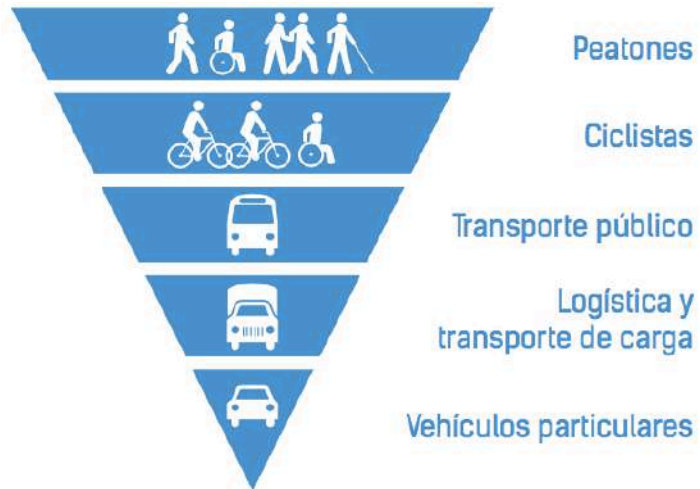 Peatones
Ciclistas
Transporte público
Logística y
transporte de carga
Vehículos particulares